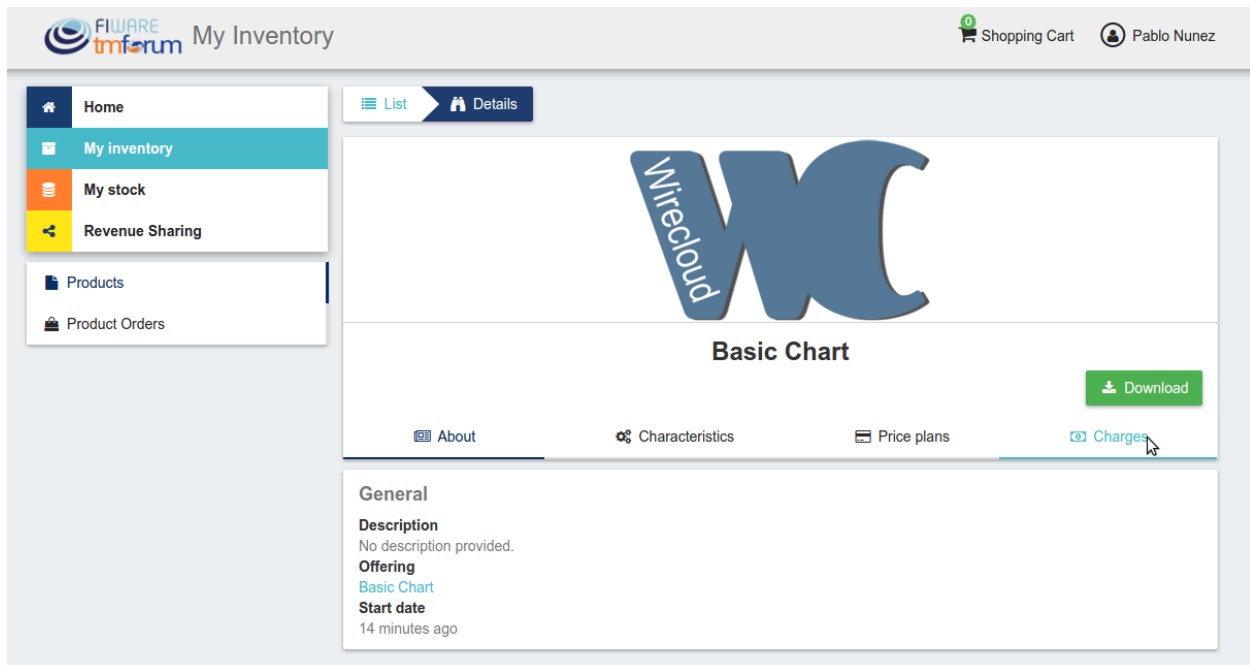 FIWARE
tmforum
My Inventory
0
Shopping Cart
Pablo Nunez
Home
My inventory
My stock
Revenue Sharing
Products
Product Orders
List
Details
Wirecloud
WC
Basic Chart
Download
About
Characteristics
Price plans
Charges
General
Description
No description provided.
Offering
Basic Chart
Start date
14 minutes ago